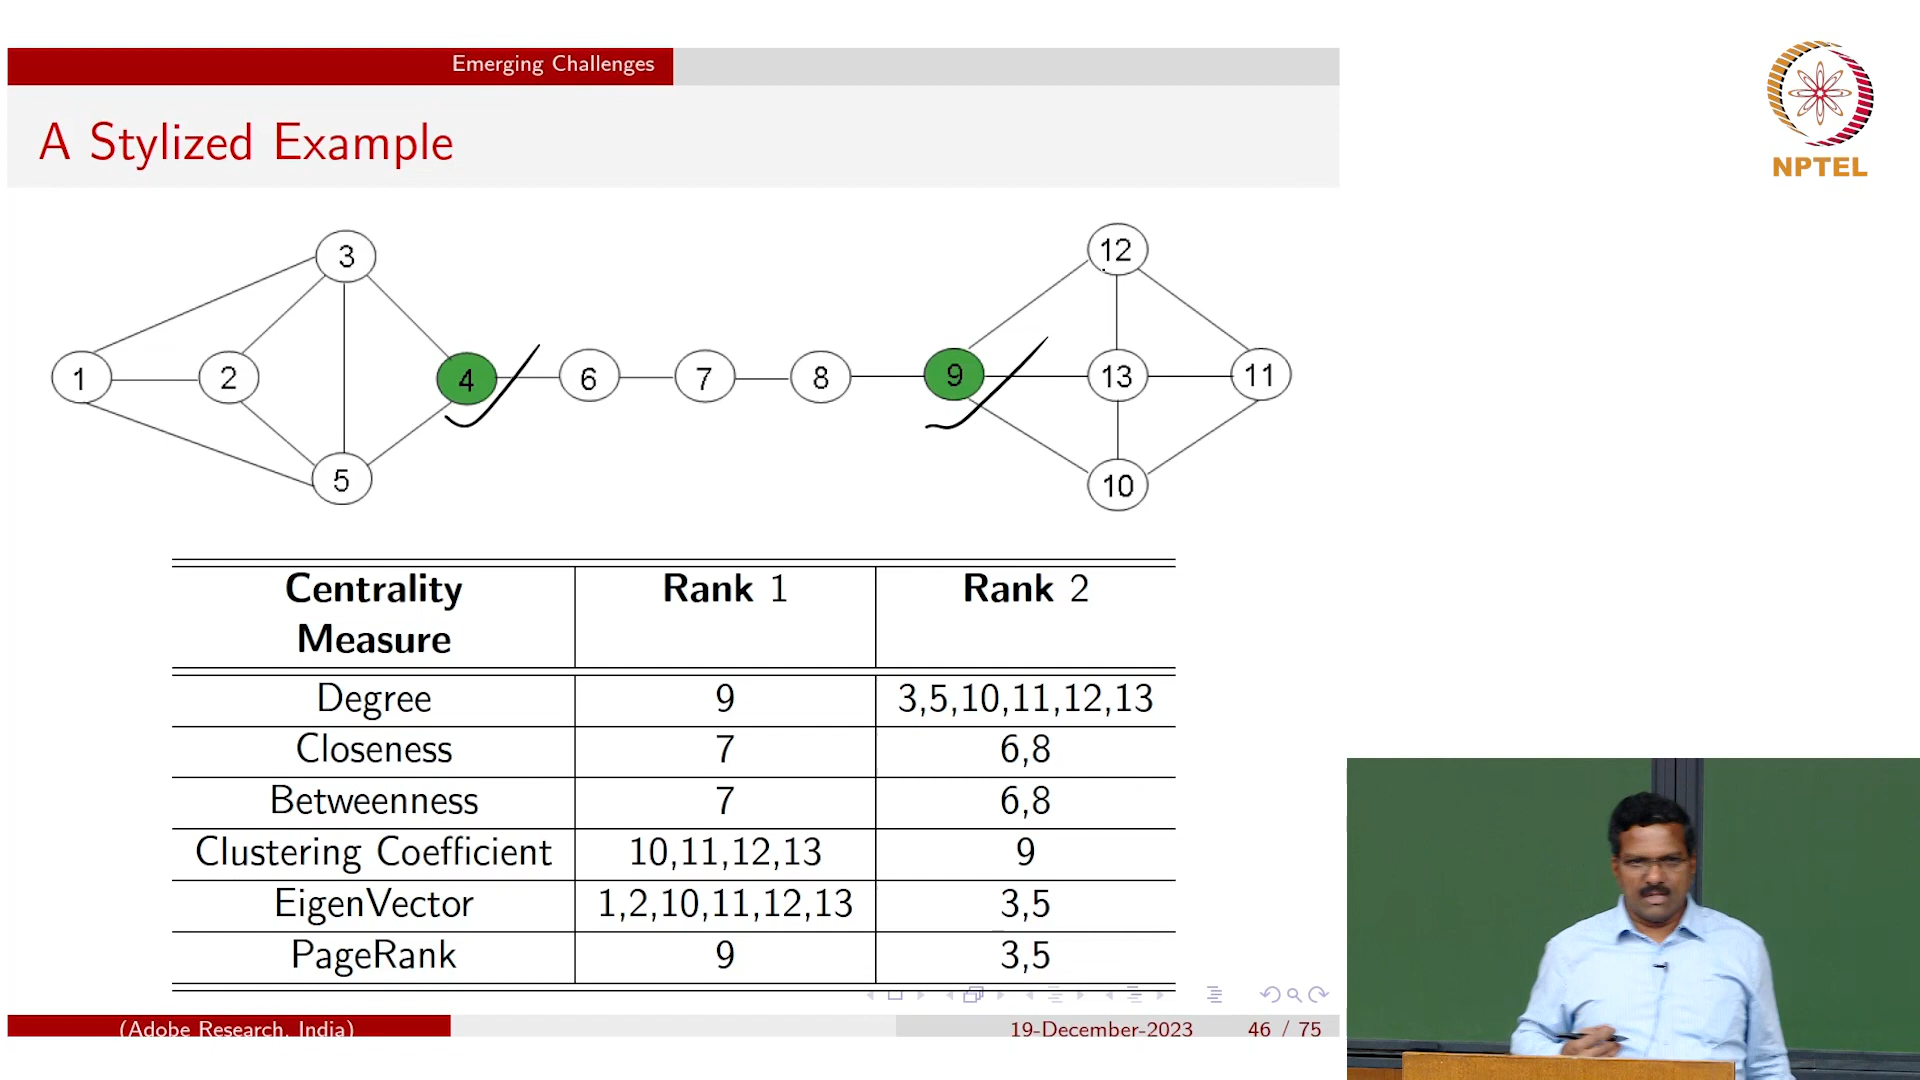 Emerging Challenges
NPTEL
A Stylized Example
3
12
1
2
4
6
7
8
9
13
11
5
10
Centrality Measure Rank 1 Rank 2
Degree 9 3,5,10,11,12,13
Closeness 7 6,8
Betweenness 7 6,8
Clustering Coefficient 10,11,12,13 9
EigenVector 1,2,10,11,12,13 3,5
PageRank 9 3,5
(Adobe Research, India) 19-December-2023 46 / 75